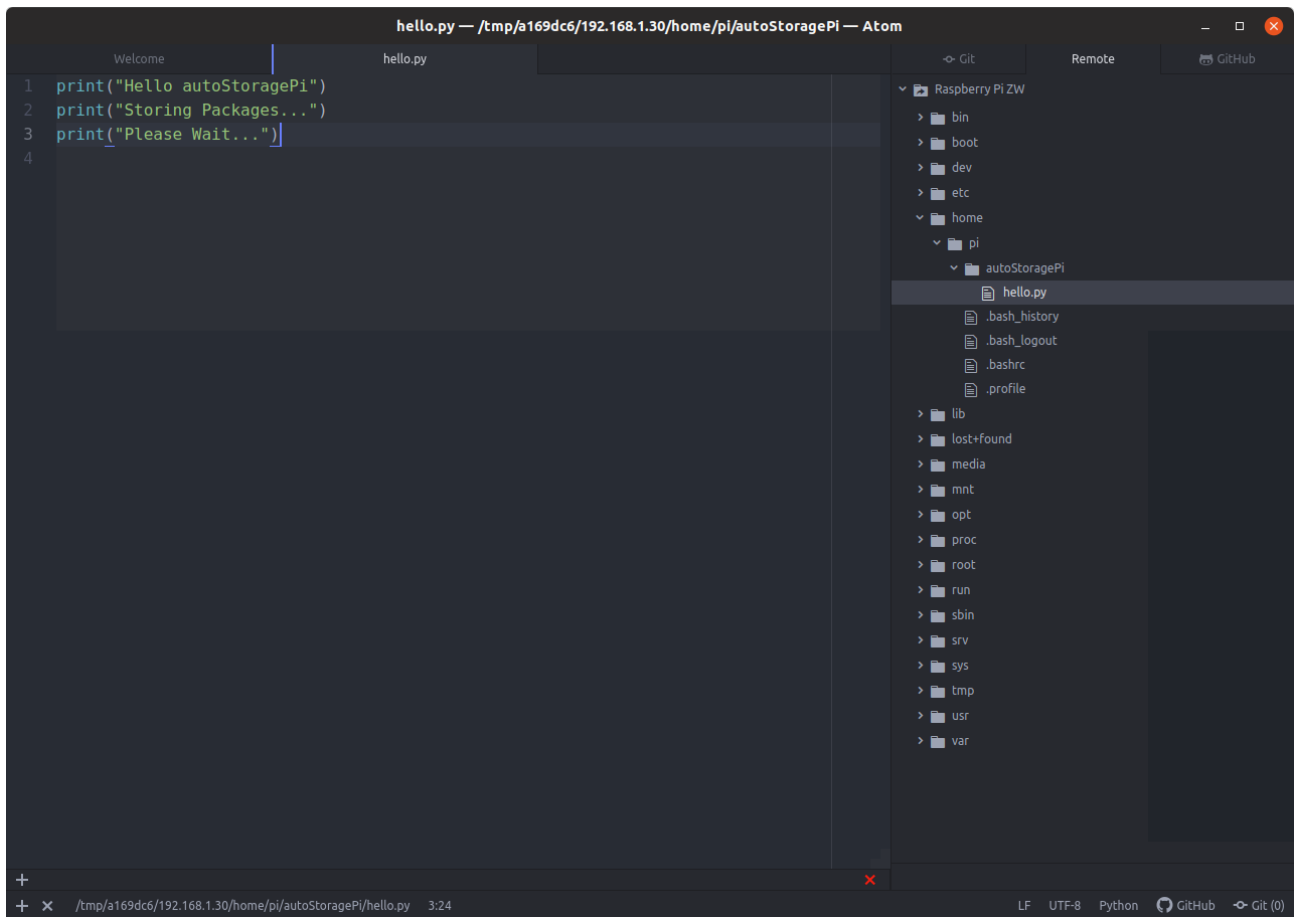 hello.py — /tmp/a169dc6/192.168.1.30/home/pi/autoStoragePi — Atom
Welcome
hello.py
Git
Remote
GitHub
1 print("Hello autoStoragePi")
2 print("Storing Packages...")
3 print("Please Wait...")
4
Raspberry Pi ZW
bin
boot
dev
etc
home
pi
autoStoragePi
hello.py
.bash_history
.bash_logout
.bashrc
.profile
lib
lost+found
media
mnt
opt
proc
root
run
sbin
srv
sys
tmp
usr
var
/tmp/a169dc6/192.168.1.30/home/pi/autoStoragePi/hello.py 3:24
LF UTF-8 Python GitHub Git (0)